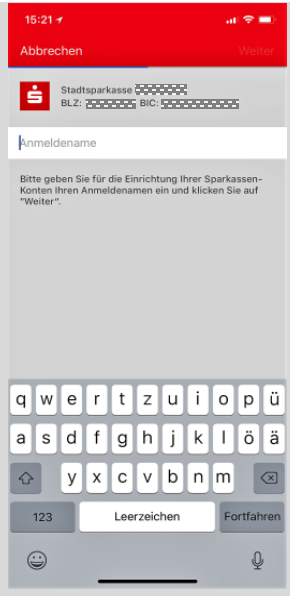 15:21
Abbrechen Weiter
Stadtsparkasse
BLZ: BIC:
Anmeldename
Bitte geben Sie für die Einrichtung Ihrer Sparkassen-
Konten Ihren Anmeldenamen ein und klicken Sie auf
"Weiter".
q w e r t z u i o p ü
a s d f g h j k l ö ä
y x c v b n m
123 Leerzeichen Fortfahren